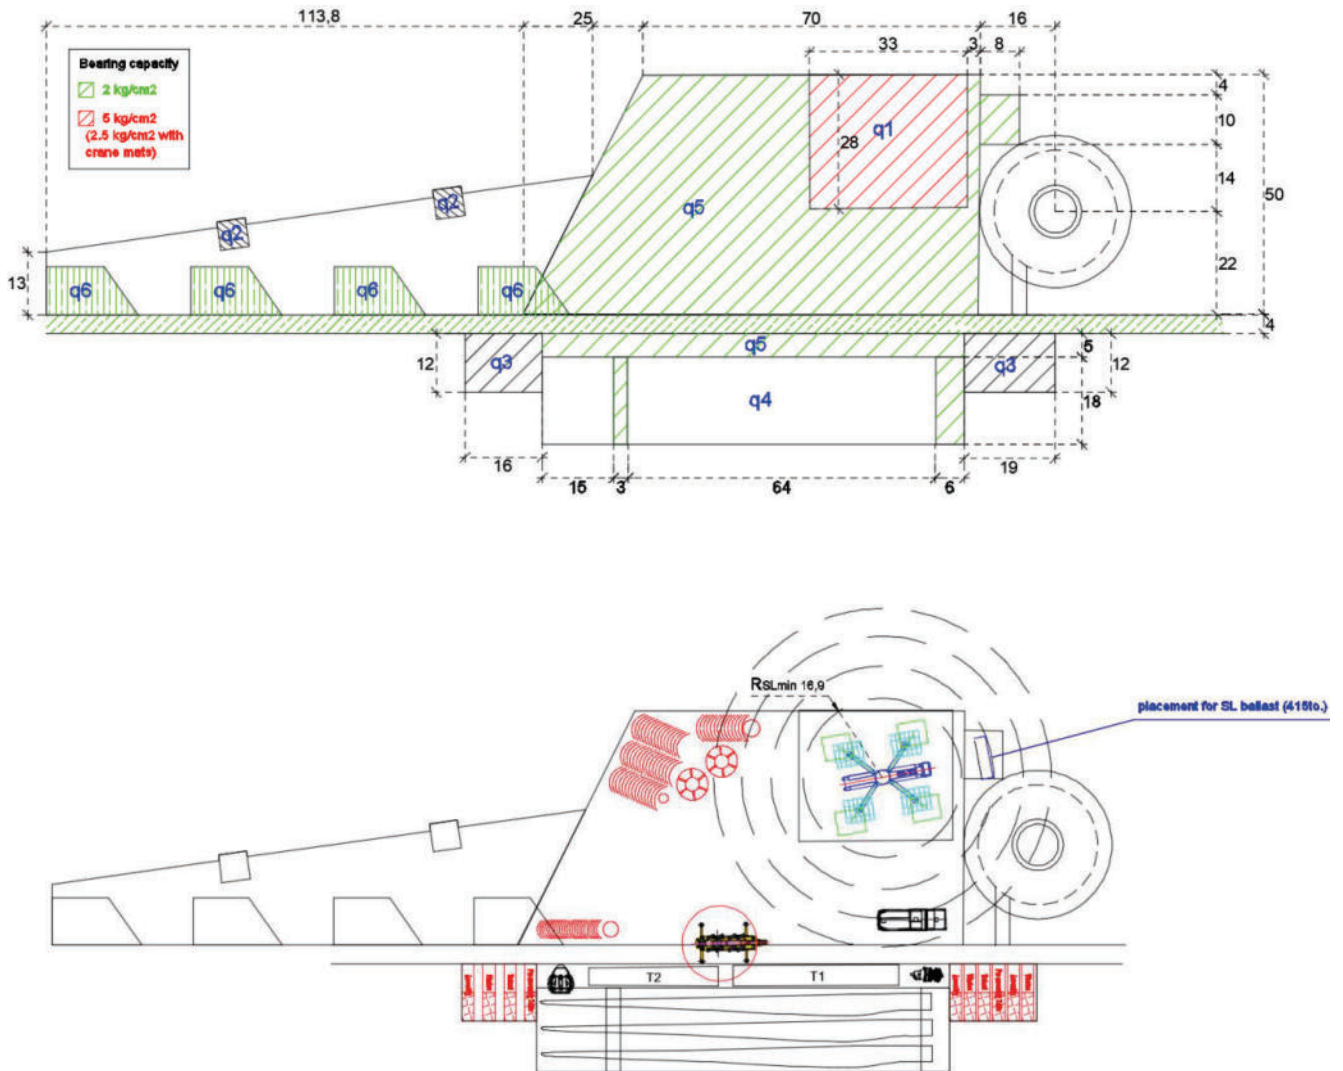 113,8
25
70
16
33
3
8
Bearing capacity
2 kg/cm2
5 kg/cm2
(2.5 kg/cm2 with
crane mats)
4
10
q1
28
14
50
q5
q2
q2
22
13
q6
q6
q6
q6
4
q5
5
12
q3
q3
12
q4
18
16
19
15
3
64
6
RSLmin 16,9
placement for SL ballast (415to.)
T2
T1